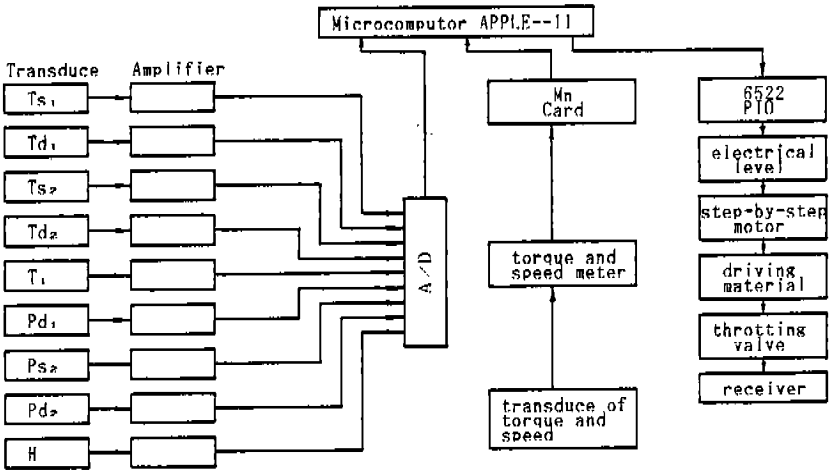 Microcomputor APPLE--11
Transduce Amplifier
Ts₁
Td₁
Ts₂
Td₂
T₁
Pd₁
Ps₂
Pd₂
H
A/D
Mn
Card
torque and
speed meter
transduce of
torque and
speed
6522
PIO
electrical
level
step-by-step
motor
driving
material
throtting
valve
receiver